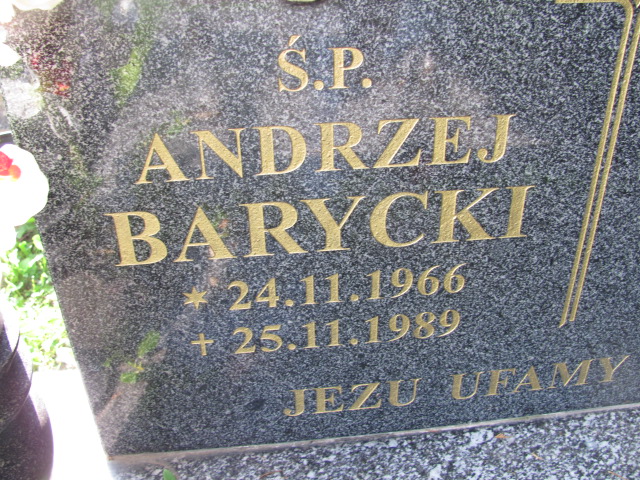 Ś.P.
ANDRZEJ
BARYCKI
* 24.11.1966
+ 25.11.1989
JEZU UFAMY